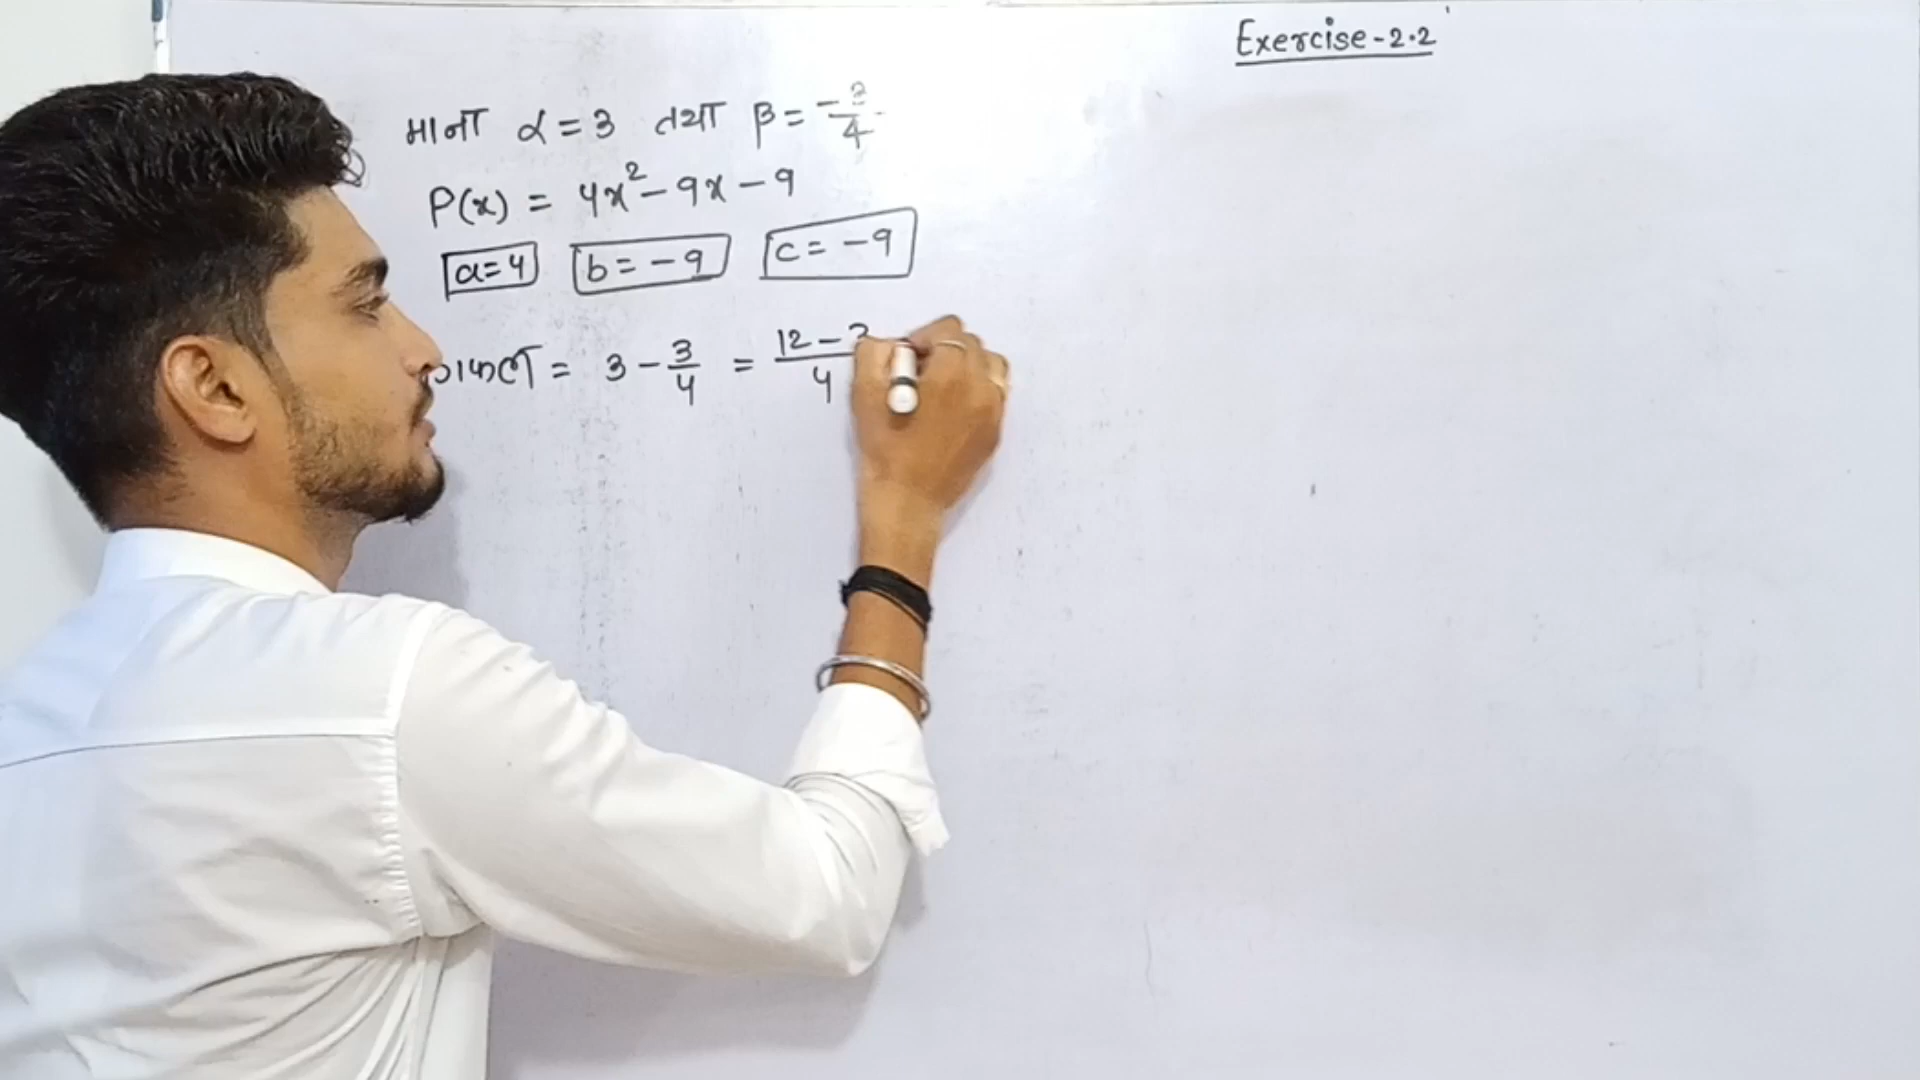 Exercise-2.2
माना α = 3 तथा β = -3/4
P(x) = 4x² - 9x - 9
a=4 b = -9 c = -9
= 3 - 3/4 = 12-3/4